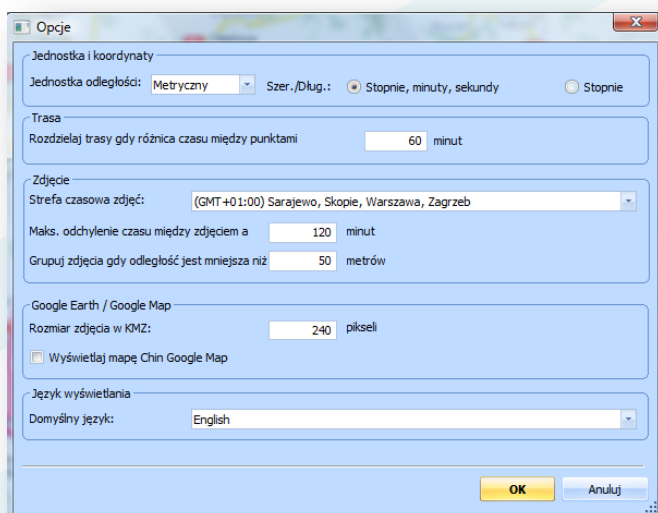 Opcje
Jednostka i koordynaty
Jednostka odległości: Metryczny Szer./Dług.: Stopnie, minuty, sekundy Stopnie
Trasa
Rozdzielaj trasy gdy różnica czasu między punktami 60 minut
Zdjęcie
Strefa czasowa zdjęć: (GMT+01:00) Sarajewo, Skopie, Warszawa, Zagrzeb
Maks. odchylenie czasu między zdjęciem a 120 minut
Grupuj zdjęcia gdy odległość jest mniejsza niż 50 metrów
Google Earth / Google Map
Rozmiar zdjęcia w KMZ: 240 pikseli
Wyświetlaj mapę Chin Google Map
Język wyświetlania
Domyślny język: English
OK Anuluj